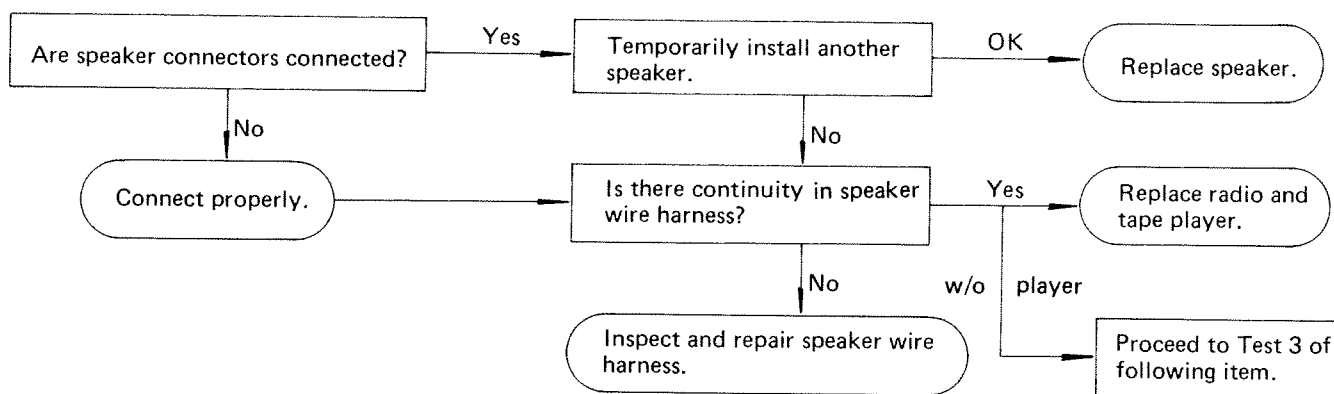 Are speaker connectors connected?
Yes
Temporarily install another
speaker.
OK
Replace speaker.
No
No
Connect properly.
Is there continuity in speaker
wire harness?
Yes
Replace radio and
tape player.
No
w/o player
Inspect and repair speaker wire
harness.
Proceed to Test 3 of
following item.